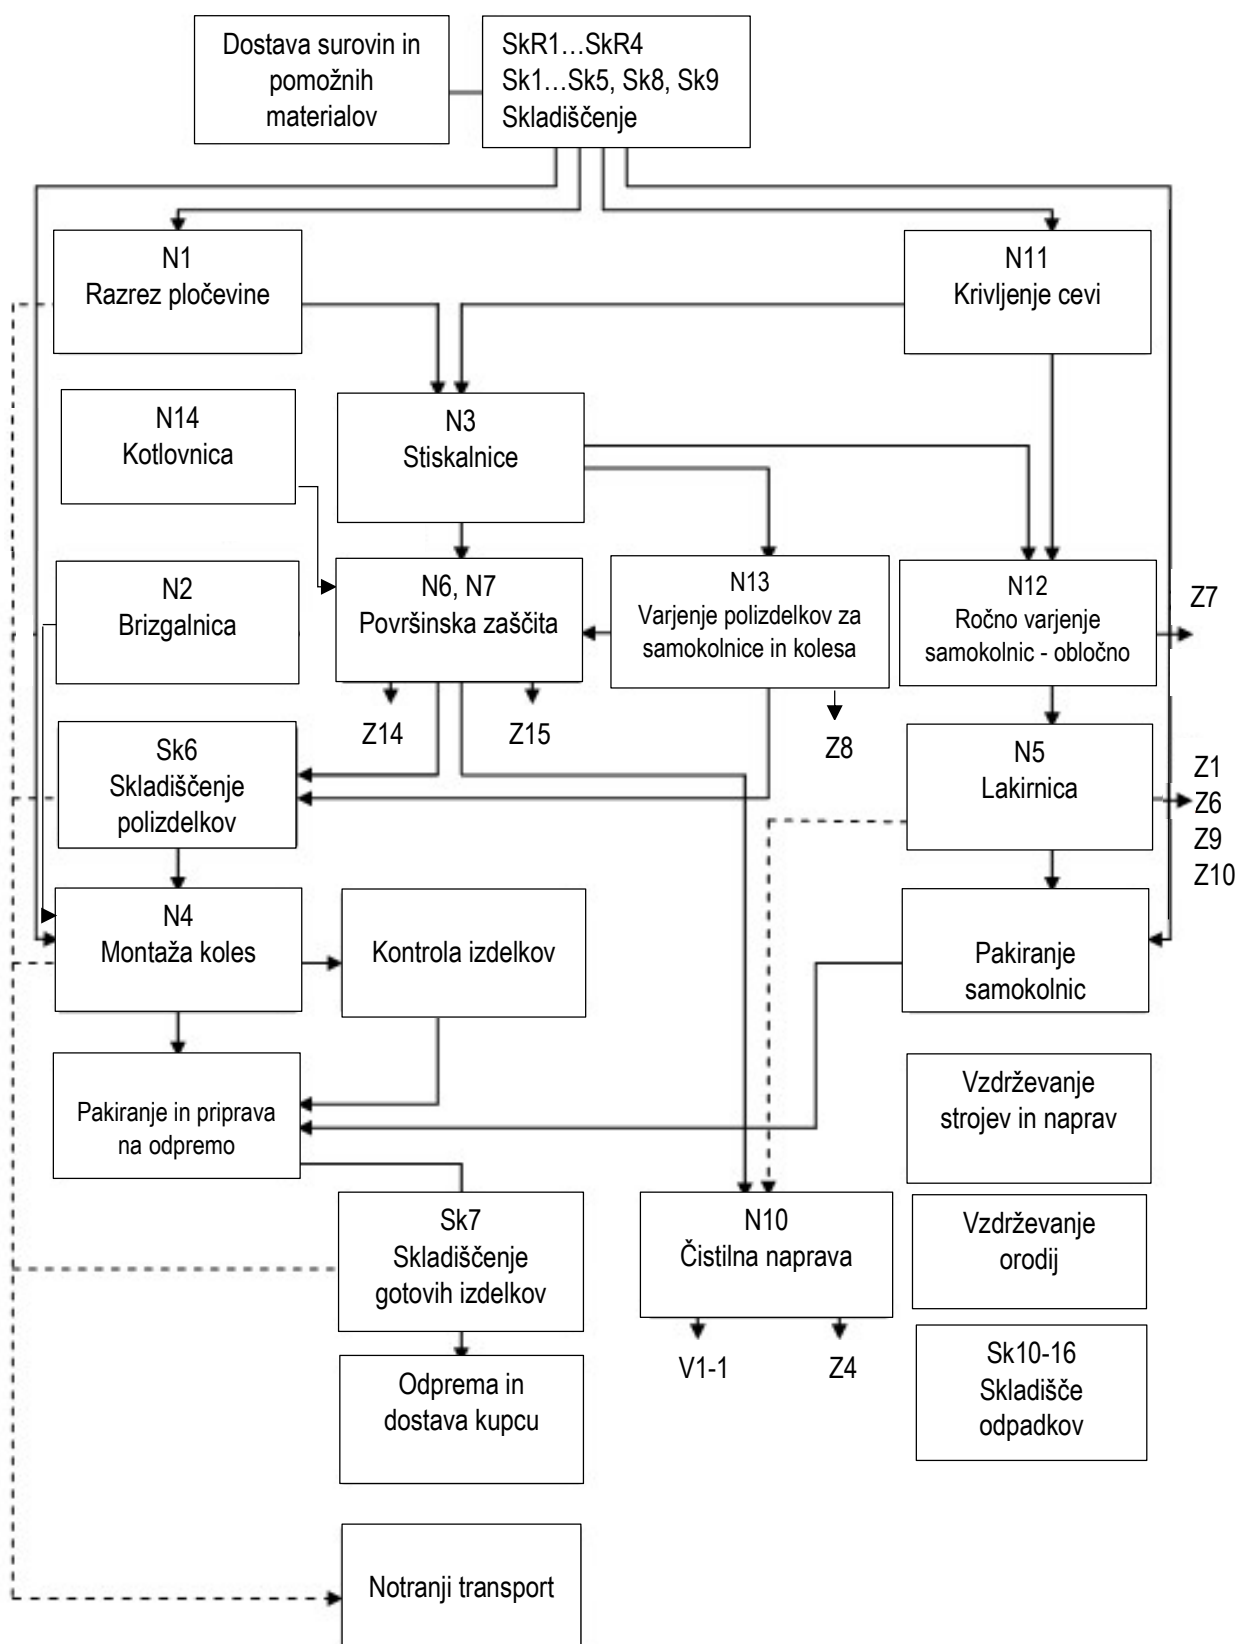 Dostava surovin in
pomožnih
materialov
SkR1…SkR4
Sk1…Sk5, Sk8, Sk9
Skladiščenje
N1
Razrez pločevine
N11
Krivljenje cevi
N14
Kotlovnica
N3
Stiskalnice
N2
Brizgalnica
N6, N7
Površinska zaščita
N13
Varjenje polizdelkov za
samokolnice in kolesa
N12
Ročno varjenje
samokolnic - obločno
Z7
Z14
Z15
Z8
Sk6
Skladiščenje
polizdelkov
N5
Lakirnica
Z1
Z6
Z9
Z10
N4
Montaža koles
Kontrola izdelkov
Pakiranje
samokolnic
Pakiranje in priprava
na odpremo
Vzdrževanje
strojev in naprav
Sk7
Skladiščenje
gotovih izdelkov
N10
Čistilna naprava
Vzdrževanje
orodij
V1-1
Z4
Odprema in
dostava kupcu
Sk10-16
Skladišče
odpadkov
Notranji transport